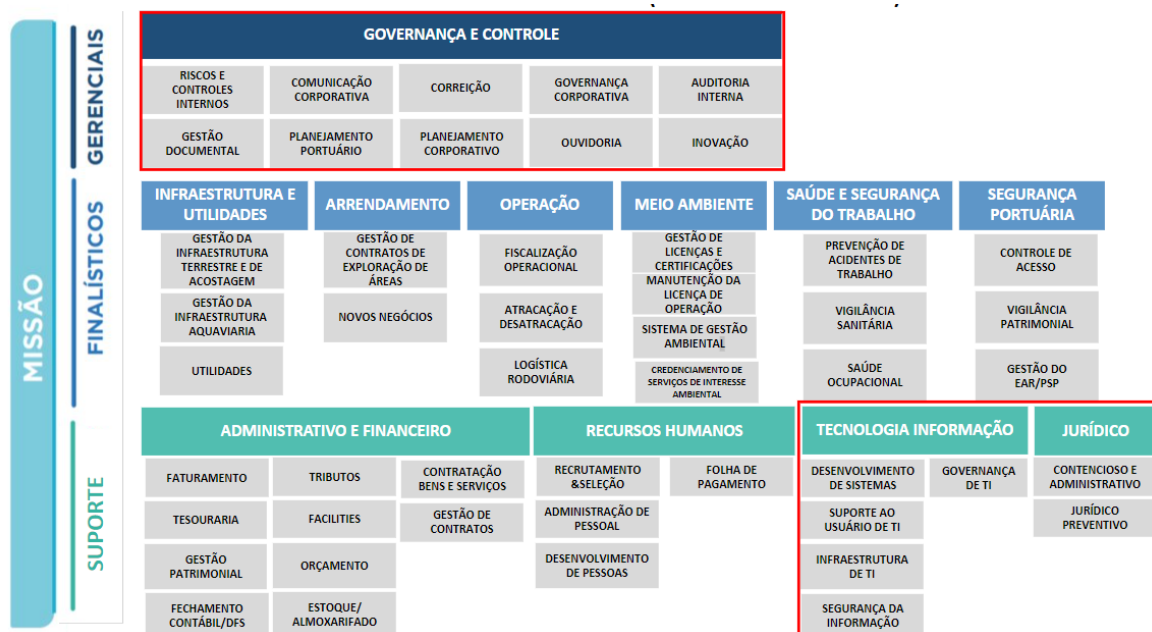 MISSÃO
GERENCIAIS
GOVERNANÇA E CONTROLE
RISCOS E
CONTROLES
INTERNOS
COMUNICAÇÃO
CORPORATIVA
CORREIÇÃO
GOVERNANÇA
CORPORATIVA
AUDITORIA
INTERNA
GESTÃO
DOCUMENTAL
PLANEJAMENTO
PORTUÁRIO
PLANEJAMENTO
CORPORATIVO
OUVIDORIA
INOVAÇÃO
FINALÍSTICOS
INFRAESTRUTURA E
UTILIDADES
GESTÃO DA
INFRAESTRUTURA
TERRESTRE E DE
ACOSTAGEM
GESTÃO DA
INFRAESTRUTURA
AQUAVIARIA
UTILIDADES
ARRENDAMENTO
GESTÃO DE
CONTRATOS DE
EXPLORAÇÃO DE
ÁREAS
NOVOS NEGÓCIOS
OPERAÇÃO
FISCALIZAÇÃO
OPERACIONAL
ATRACAÇÃO E
DESATRACAÇÃO
LOGÍSTICA
RODOVIÁRIA
MEIO AMBIENTE
GESTÃO DE
LICENÇAS E
CERTIFICAÇÕES
MANUTENÇÃO DA
LICENÇA DE
OPERAÇÃO
SISTEMA DE GESTÃO
AMBIENTAL
CREDENCIAMENTO DE
SERVIÇOS DE INTERESSE
AMBIENTAL
SAÚDE E SEGURANÇA
DO TRABALHO
PREVENÇÃO DE
ACIDENTES DE
TRABALHO
VIGILÂNCIA
SANITÁRIA
SAÚDE
OCUPACIONAL
SEGURANÇA
PORTUÁRIA
CONTROLE DE
ACESSO
VIGILÂNCIA
PATRIMONIAL
GESTÃO DO
EAR/PSP
SUPORTE
ADMINISTRATIVO E FINANCEIRO
FATURAMENTO
TRIBUTOS
CONTRATAÇÃO
BENS E SERVIÇOS
TESOURARIA
FACILITIES
GESTÃO DE
CONTRATOS
GESTÃO
PATRIMONIAL
ORÇAMENTO
FECHAMENTO
CONTÁBIL/DFS
ESTOQUE/
ALMOXARIFADO
RECURSOS HUMANOS
RECRUTAMENTO
&SELEÇÃO
FOLHA DE
PAGAMENTO
ADMINISTRAÇÃO DE
PESSOAL
DESENVOLVIMENTO
DE PESSOAS
TECNOLOGIA INFORMAÇÃO
DESENVOLVIMENTO
DE SISTEMAS
GOVERNANÇA
DE TI
SUPORTE AO
USUÁRIO DE TI
INFRAESTRUTURA
DE TI
SEGURANÇA DA
INFORMAÇÃO
JURÍDICO
CONTENCIOSO E
ADMINISTRATIVO
JURÍDICO
PREVENTIVO